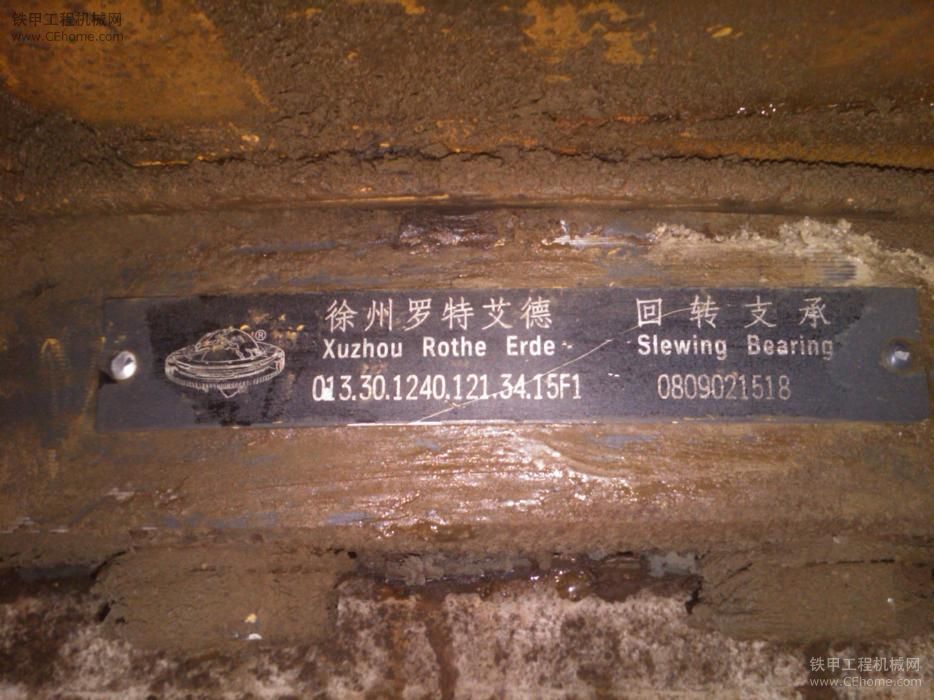 铁甲工程机械网
www.CEhome.com
徐州罗特艾德 回转支承
Xuzhou Rothe Erde Slewing Bearing
013.30.1240.121.34.15F1 0809021518
®
铁甲工程机械网
www.CEhome.com